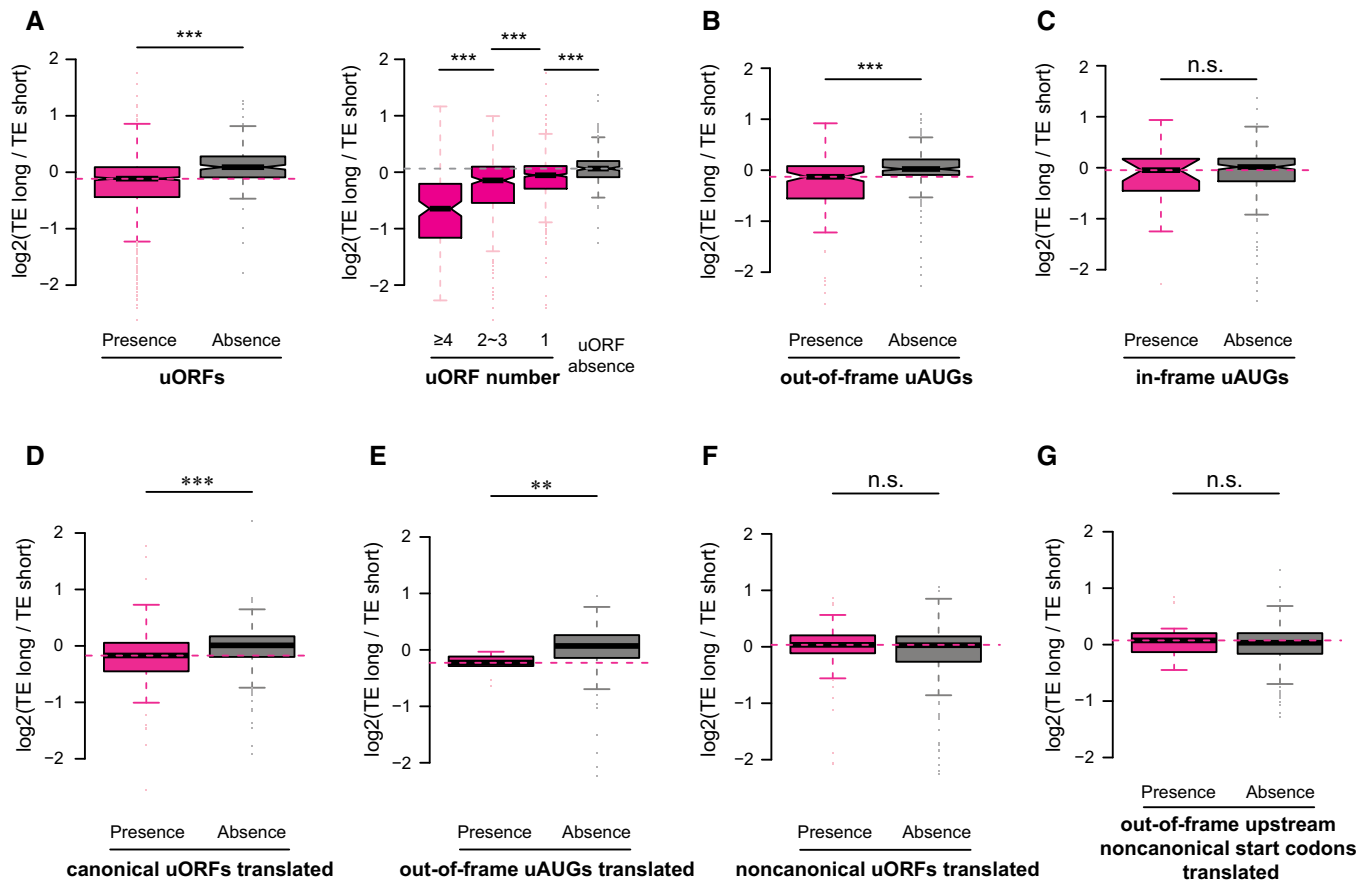 A
log2(TE long / TE short)
2
1
0
−1
−2
***
Presence
Absence
uORFs
log2(TE long / TE short)
2
1
0
−1
−2
***
***
***
≥4
2~3
1
uORF
absence
uORF number
B
log2(TE long / TE short)
2
1
0
−1
−2
***
Presence
Absence
out-of-frame uAUGs
C
log2(TE long / TE short)
2
1
0
−1
−2
n.s.
Presence
Absence
in-frame uAUGs
D
log2(TE long / TE short)
2
1
0
−1
−2
***
Presence
Absence
canonical uORFs translated
E
log2(TE long / TE short)
2
1
0
−1
−2
**
Presence
Absence
out-of-frame uAUGs translated
F
log2(TE long / TE short)
2
1
0
−1
−2
n.s.
Presence
Absence
noncanonical uORFs translated
G
log2(TE long / TE short)
2
1
0
−1
−2
n.s.
Presence
Absence
out-of-frame upstream
noncanonical start codons
translated